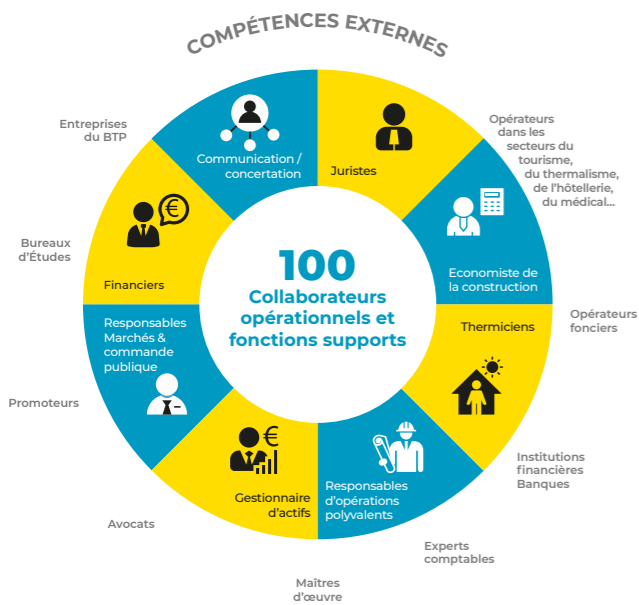 COMPÉTENCES EXTERNES
Entreprises
du BTP
Communication /
concertation
Juristes
Opérateurs
dans les
secteurs du
tourisme,
du thermalisme,
de l'hôtellerie,
du médical...
Bureaux
d'Études
€
Financiers
100
Collaborateurs
opérationnels et
fonctions supports
Economiste de
la construction
Responsables
Marchés &
commande
publique
Thermiciens
Opérateurs
fonciers
Promoteurs
€
Gestionnaire
d'actifs
Responsables
d'opérations
polyvalents
Institutions
financières
Banques
Avocats
Experts
comptables
Maîtres
d'œuvre